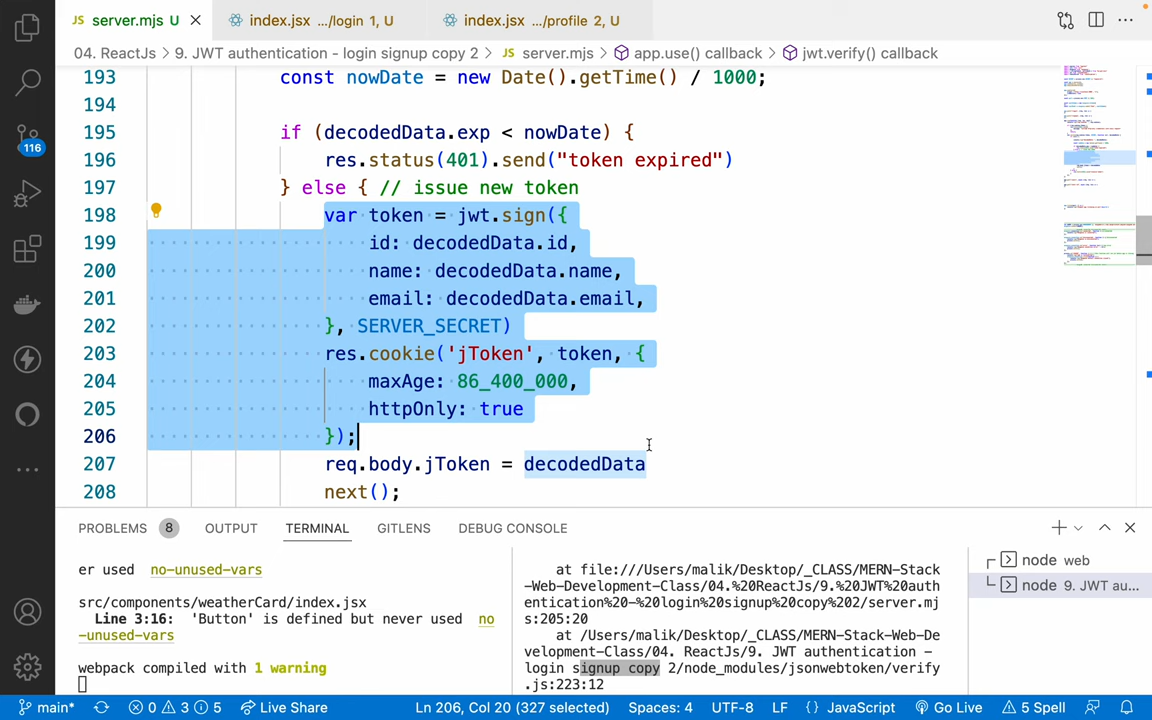 JS server.mjs U
index.jsx .../login 1, U
index.jsx .../profile 2, U
04. ReactJs > 9. JWT authentication - login signup copy 2 > JS server.mjs > app.use() callback > jwt.verify() callback
193 const nowDate = new Date().getTime() / 1000;
194
195 if (decodedData.exp < nowDate) {
196 res.status(401).send("token expired")
197 } else { // issue new token
198 var token = jwt.sign({
199 id: decodedData.id,
200 name: decodedData.name,
201 email: decodedData.email,
202 }, SERVER_SECRET)
203 res.cookie('jToken', token, {
204 maxAge: 86_400_000,
205 httpOnly: true
206 });
207 req.body.jToken = decodedData
208 next();
116
PROBLEMS 8 OUTPUT TERMINAL GITLENS DEBUG CONSOLE
er used no-unused-vars
src/components/weatherCard/index.jsx
Line 3:16: 'Button' is defined but never used no
-unused-vars
webpack compiled with 1 warning
at file:///Users/malik/Desktop/_CLASS/MERN-Stack
-Web-Development-Class/04.%20ReactJs/9.%20JWT%20auth
entication%20-%20login%20signup%20copy%202/server.mj
s:205:20
at /Users/malik/Desktop/_CLASS/MERN-Stack-Web-De
velopment-Class/04. ReactJs/9. JWT authentication -
login signup copy 2/node_modules/jsonwebtoken/verify
.js:223:12
node web
node 9. JWT au...
main* 0 3 5 Live Share Ln 206, Col 20 (327 selected) Spaces: 4 UTF-8 LF {} JavaScript Go Live 5 Spell